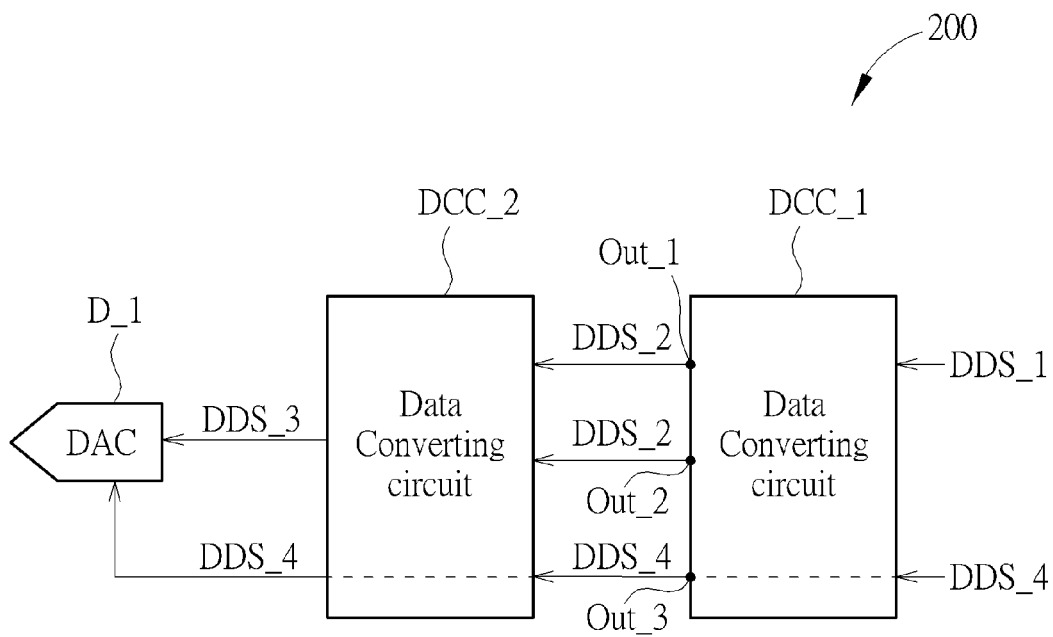 200
DCC_2
DCC_1
Out_1
D_1
DDS_2
DDS_1
DAC
DDS_3
Data
Converting
circuit
DDS_2
Data
Converting
circuit
Out_2
DDS_4
DDS_4
DDS_4
Out_3